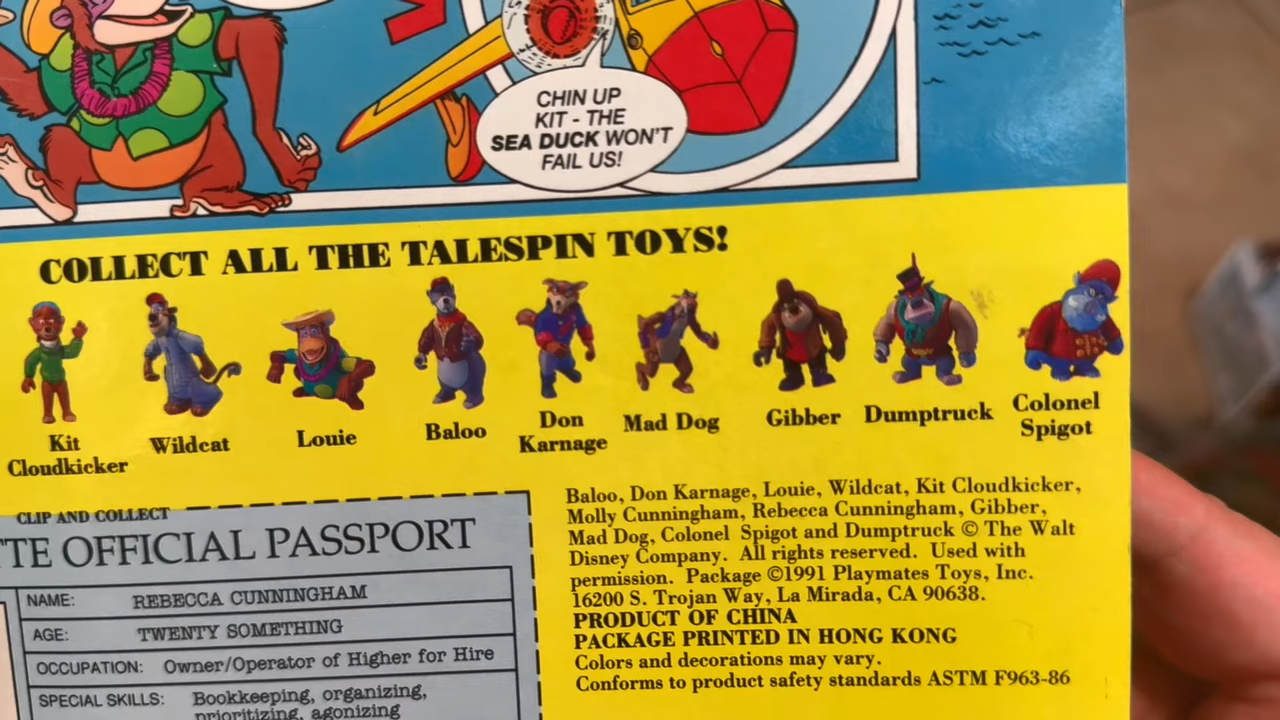 CHIN UP
KIT - THE
SEA DUCK WON'T
FAIL US!
COLLECT ALL THE TALESPIN TOYS!
Kit
Cloudkicker
Wildcat
Louie
Baloo
Don
Karnage
Mad Dog
Gibber
Dumptruck
Colonel
Spigot
CLIP AND COLLECT
OFFICIAL PASSPORT
NAME: REBECCA CUNNINGHAM
AGE: TWENTY SOMETHING
OCCUPATION: Owner/Operator of Higher for Hire
SPECIAL SKILLS: Bookkeeping, organizing,
prioritizing, agonizing
Baloo, Don Karnage, Louie, Wildcat, Kit Cloudkicker,
Molly Cunningham, Rebecca Cunningham, Gibber,
Mad Dog, Colonel Spigot and Dumptruck © The Walt
Disney Company. All rights reserved. Used with
permission. Package ©1991 Playmates Toys, Inc.
16200 S. Trojan Way, La Mirada, CA 90638.
PRODUCT OF CHINA
PACKAGE PRINTED IN HONG KONG
Colors and decorations may vary.
Conforms to product safety standards ASTM F963-86